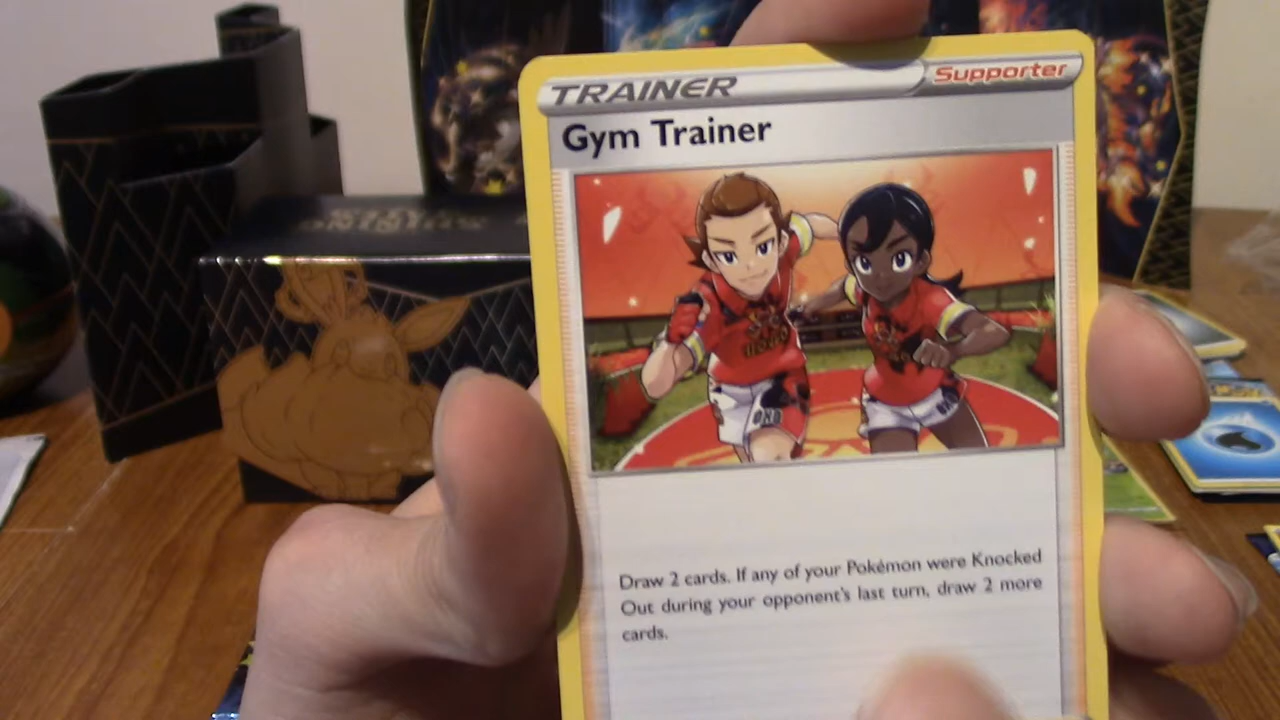 TRAINER
Supporter
Gym Trainer
Draw 2 cards. If any of your Pokémon were Knocked
Out during your opponent's last turn, draw 2 more
cards.